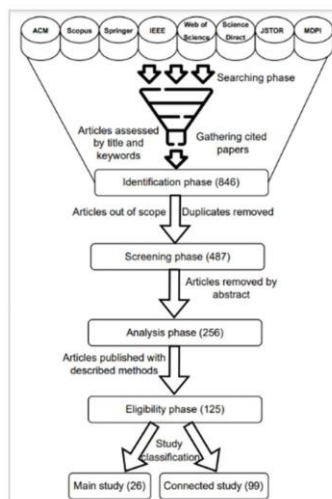 ACM
Scopus
Springer
IEEE
Web of
Science
Science
Direct
JSTOR
MDPI
Searching phase
Articles assessed
by title and
keywords
Gathering cited
papers
Identification phase (846)
Articles out of scope
Duplicates removed
Screening phase (487)
Articles removed by
abstract
Analysis phase (256)
Articles published with
described methods
Eligibility phase (125)
Study
classification
Main study (26)
Connected study (99)